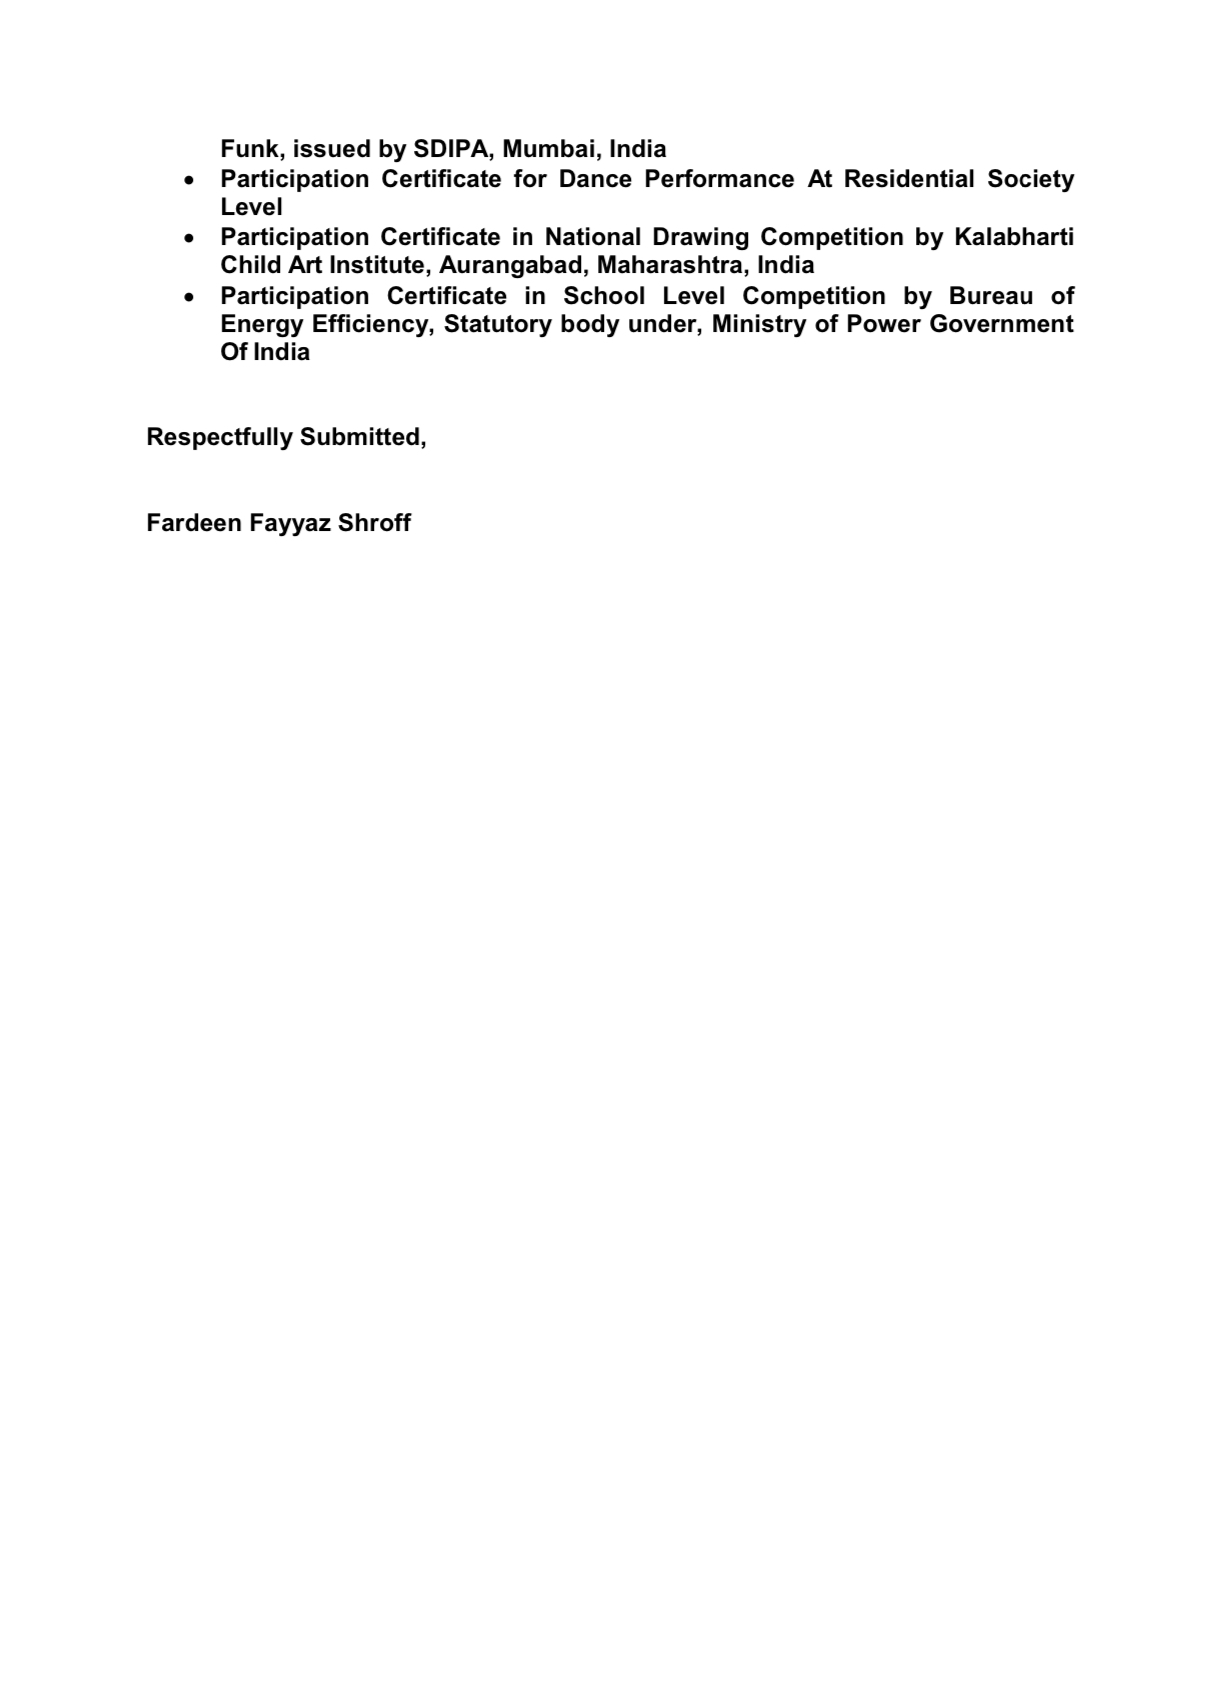 Funk, issued by SDIPA, Mumbai, India
• Participation Certificate for Dance Performance At Residential Society
Level
• Participation Certificate in National Drawing Competition by Kalabharti
Child Art Institute, Aurangabad, Maharashtra, India
• Participation Certificate in School Level Competition by Bureau of
Energy Efficiency, Statutory body under, Ministry of Power Government
Of India
Respectfully Submitted,
Fardeen Fayyaz Shroff